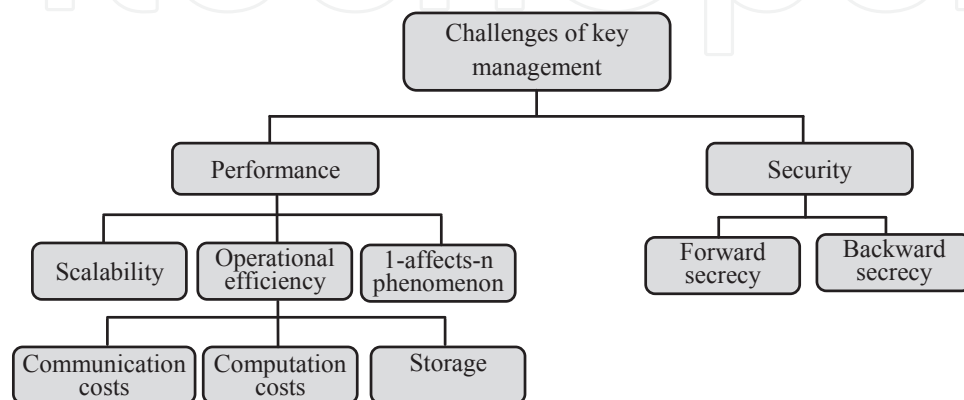 Challenges of key
management
Performance
Security
Scalability
Operational
efficiency
1-affects-n
phenomenon
Forward
secrecy
Backward
secrecy
Communication
costs
Computation
costs
Storage